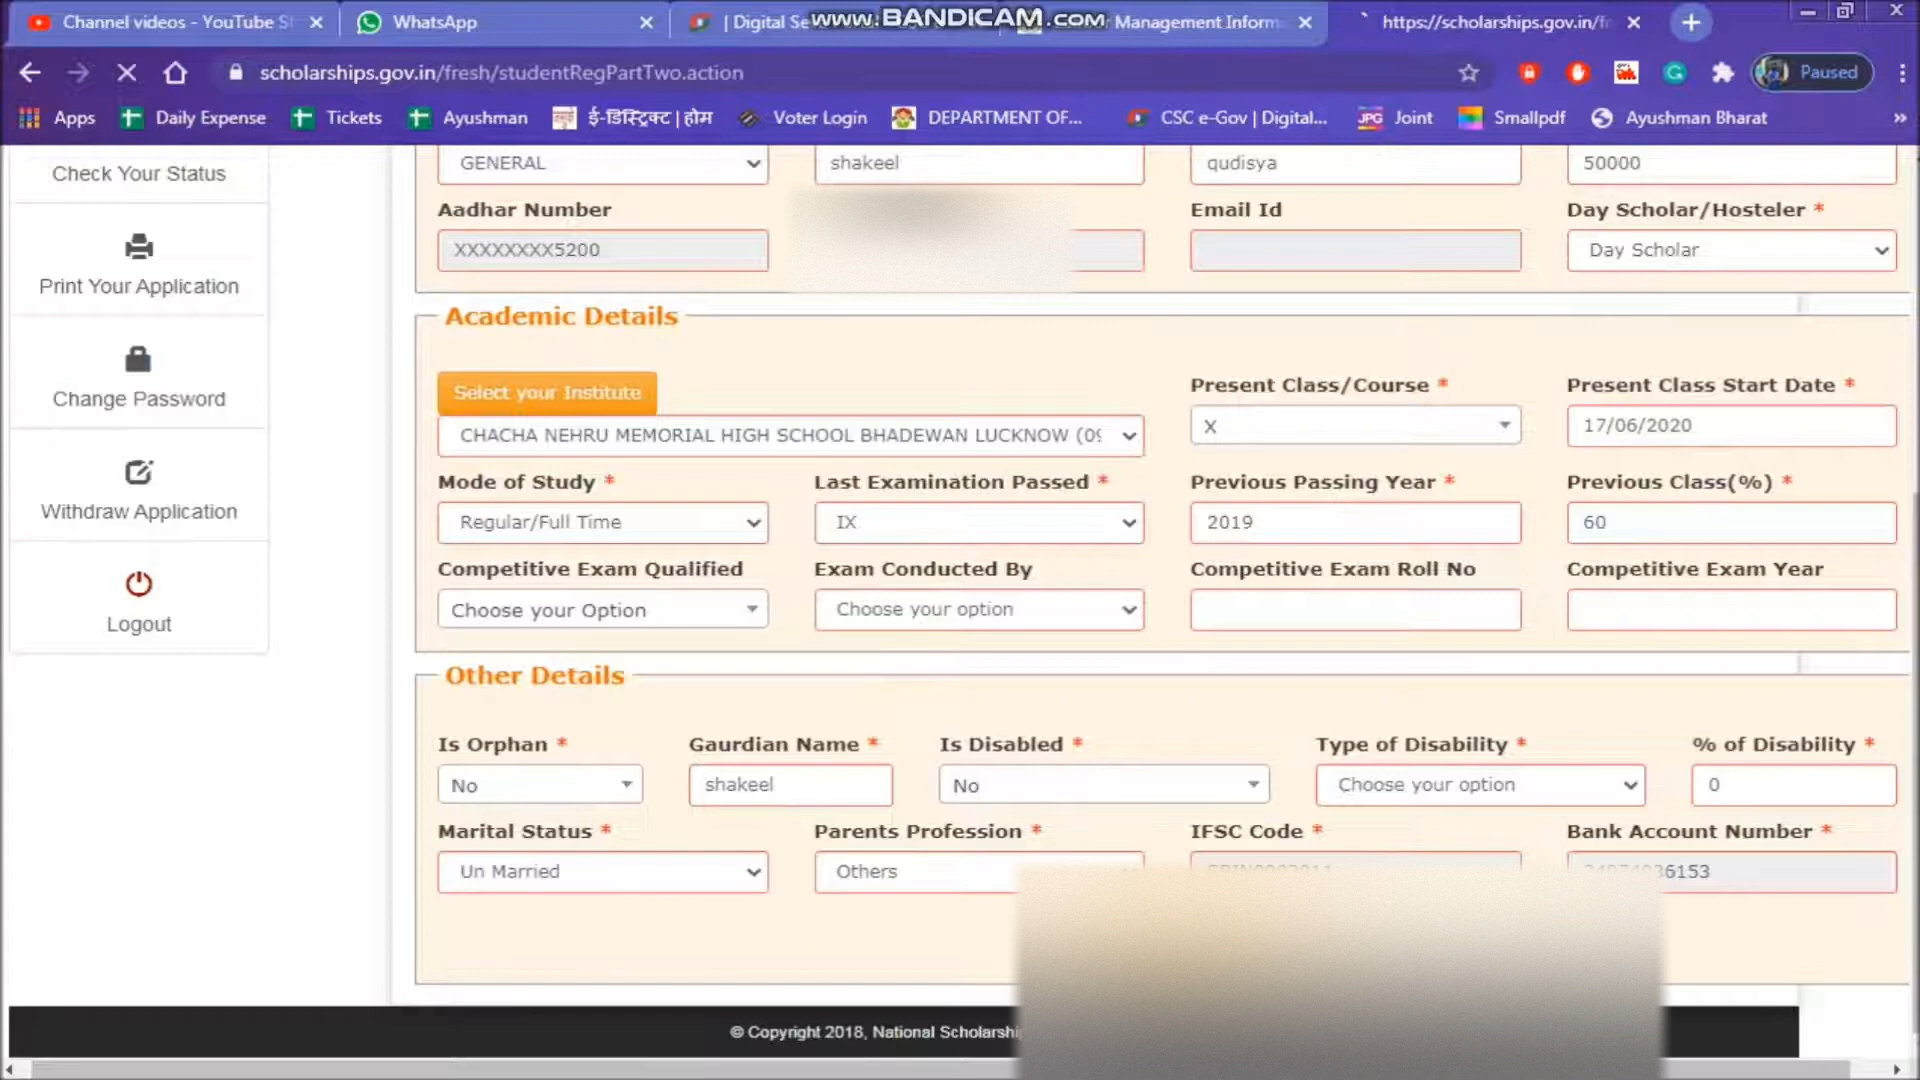 Channel videos - YouTube St
WhatsApp
| Digital Se
www.BANDICAM.com
Management Inform
https://scholarships.gov.in/fr
scholarships.gov.in/fresh/studentRegPartTwo.action
Paused
Apps
Daily Expense
Tickets
Ayushman
ई-डिस्ट्रिक्ट | होम
Voter Login
DEPARTMENT OF...
CSC e-Gov | Digital...
JPG Joint
Smallpdf
Ayushman Bharat
Check Your Status
Print Your Application
Change Password
Withdraw Application
Logout
GENERAL
shakeel
qudisya
50000
Aadhar Number
Email Id
Day Scholar/Hosteler *
XXXXXXXX5200
Day Scholar
Academic Details
Select your Institute
Present Class/Course *
Present Class Start Date *
CHACHA NEHRU MEMORIAL HIGH SCHOOL BHADEWAN LUCKNOW (09
X
17/06/2020
Mode of Study *
Last Examination Passed *
Previous Passing Year *
Previous Class(%) *
Regular/Full Time
IX
2019
60
Competitive Exam Qualified
Exam Conducted By
Competitive Exam Roll No
Competitive Exam Year
Choose your Option
Choose your option
Other Details
Is Orphan *
Gaurdian Name *
Is Disabled *
Type of Disability *
% of Disability *
No
shakeel
No
Choose your option
0
Marital Status *
Parents Profession *
IFSC Code *
Bank Account Number *
Un Married
Others
6153
© Copyright 2018, National Scholarshi